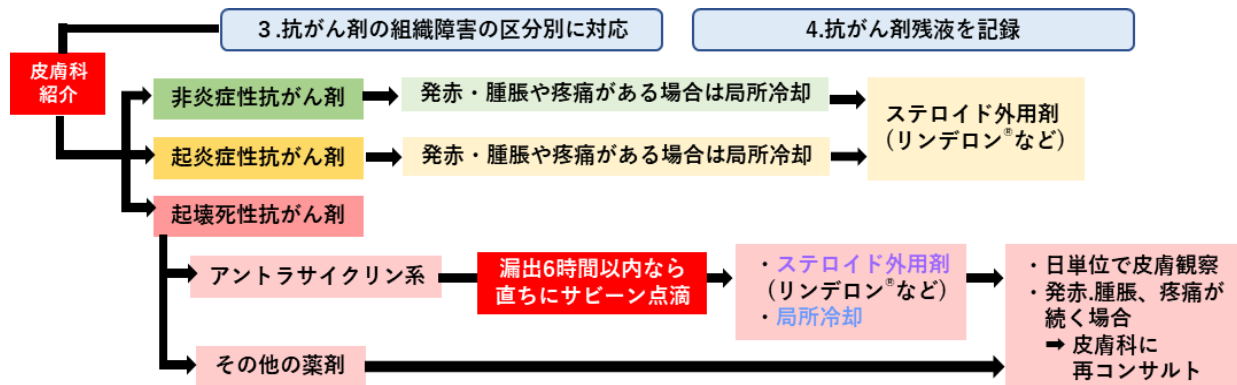 3.抗がん剤の組織障害の区分別に対応
4.抗がん剤残液を記録
皮膚科
紹介
非炎症性抗がん剤
発赤・腫脹や疼痛がある場合は局所冷却
ステロイド外用剤
(リンデロン®など)
起炎症性抗がん剤
発赤・腫脹や疼痛がある場合は局所冷却
起壊死性抗がん剤
アントラサイクリン系
漏出6時間以内なら
直ちにサビーン点滴
・ステロイド外用剤
(リンデロン®など)
・局所冷却
・日単位で皮膚観察
・発赤.腫脹、疼痛が
続く場合
➡ 皮膚科に
再コンサルト
その他の薬剤